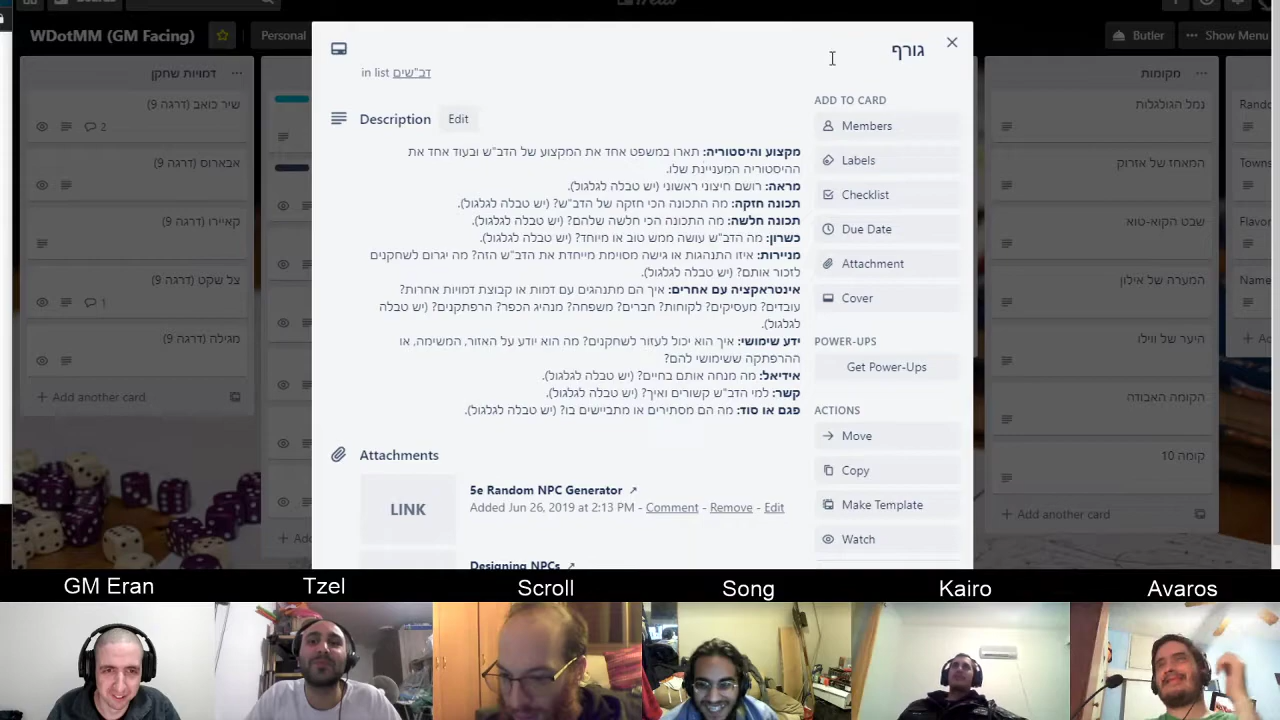 WDotMM (GM Facing)
Personal
Butler
Show Menu
דמויות שחקן
שיר כואב (דרגה 9)
2
אבארוס (דרגה 9)
קאיירו (דרגה 9)
צל שקט (דרגה 9)
1
מגילה (דרגה 9)
+ Add another card
גורף
in list דב"שים
Description
Edit
מקצוע והיסטוריה: תארו במשפט אחד את המקצוע של הדב"ש ובעוד אחד את
ההיסטוריה המעניינת שלו.
מראה: רושם חיצוני ראשוני (יש טבלה לגלגול).
תכונה חזקה: מה התכונה הכי חזקה של הדב"ש? (יש טבלה לגלגול).
תכונה חלשה: מה התכונה הכי חלשה שלהם? (יש טבלה לגלגול).
כשרון: מה הדב"ש עושה ממש טוב או מיוחד? (יש טבלה לגלגול).
מניירות: איזו התנהגות או גישה מסוימת מייחדת את הדב"ש הזה? מה יגרום לשחקנים
לזכור אותם? (יש טבלה לגלגול).
אינטראקציה עם אחרים: איך הם מתנהגים עם דמות או קבוצת דמויות אחרות?
עובדים? מעסיקים? לקוחות? חברים? משפחה? מנהיג הכפר? הרפתקנים? (יש טבלה
לגלגול).
ידע שימושי: איך הוא יכול לעזור לשחקנים? מה הוא יודע על האזור, המשימה, או
ההרפתקה ששימושי להם?
אידיאל: מה מנחה אותם בחיים? (יש טבלה לגלגול).
קשר: למי הדב"ש קשורים ואיך? (יש טבלה לגלגול).
פגם או סוד: מה הם מסתירים או מתביישים בו? (יש טבלה לגלגול).
Attachments
LINK
5e Random NPC Generator ↗
Added Jun 26, 2019 at 2:13 PM - Comment - Remove - Edit
Designing NPCs ↗
ADD TO CARD
Members
Labels
Checklist
Due Date
Attachment
Cover
POWER-UPS
Get Power-Ups
ACTIONS
Move
Copy
Make Template
Watch
מקומות
נמל הגולגלות
המאחז של אזרוק
שבט הקוא-טוא
המערה של אילון
היער של ווילו
הקומה האבודה
קומה 10
+ Add another card
GM Eran
Tzel
Scroll
Song
Kairo
Avaros